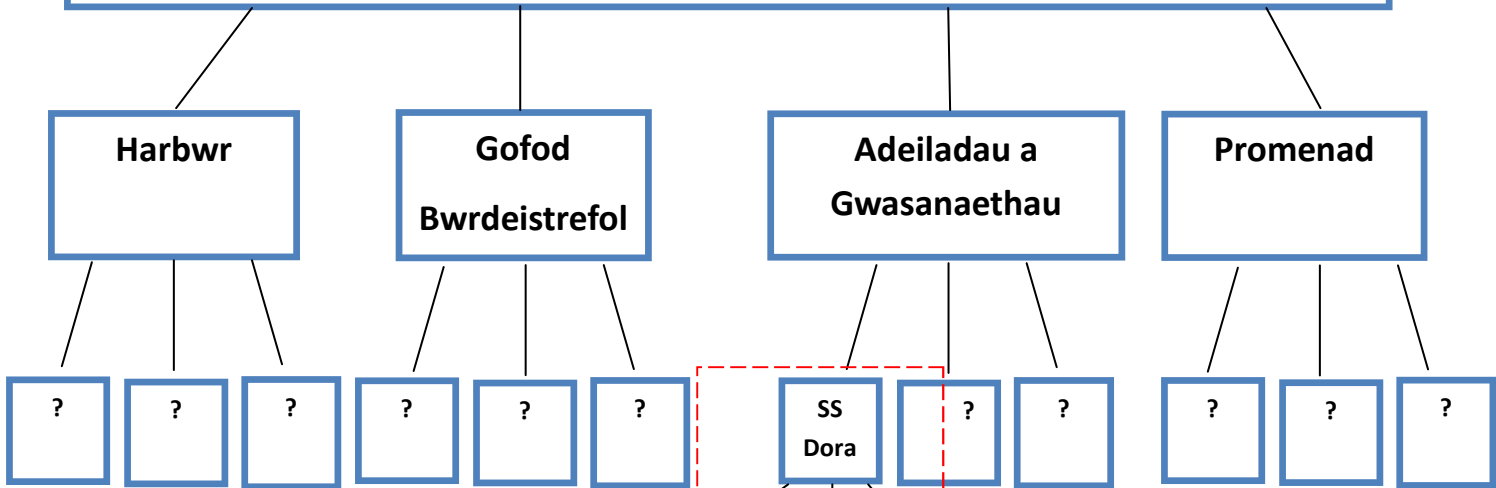 Harbwr
Gofod
Bwrdeistrefol
Adeiladau a
Gwasanaethau
Promenad
?
?
?
?
?
?
SS
Dora
?
?
?
?
?